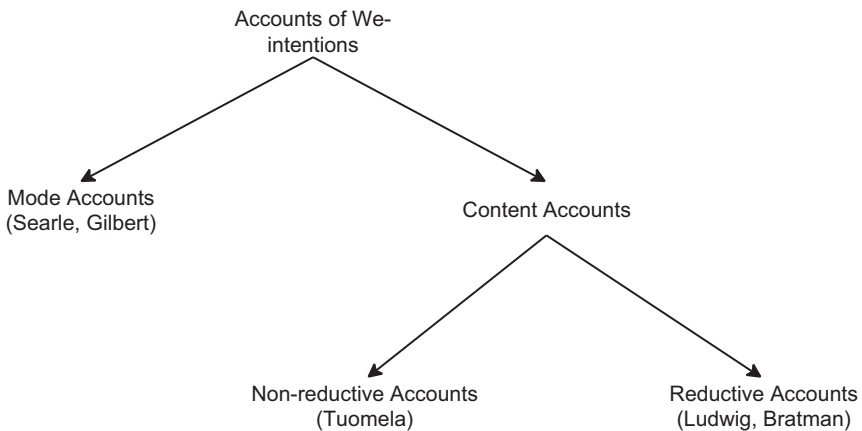 Accounts of We-
intentions
Mode Accounts
(Searle, Gilbert)
Content Accounts
Non-reductive Accounts
(Tuomela)
Reductive Accounts
(Ludwig, Bratman)